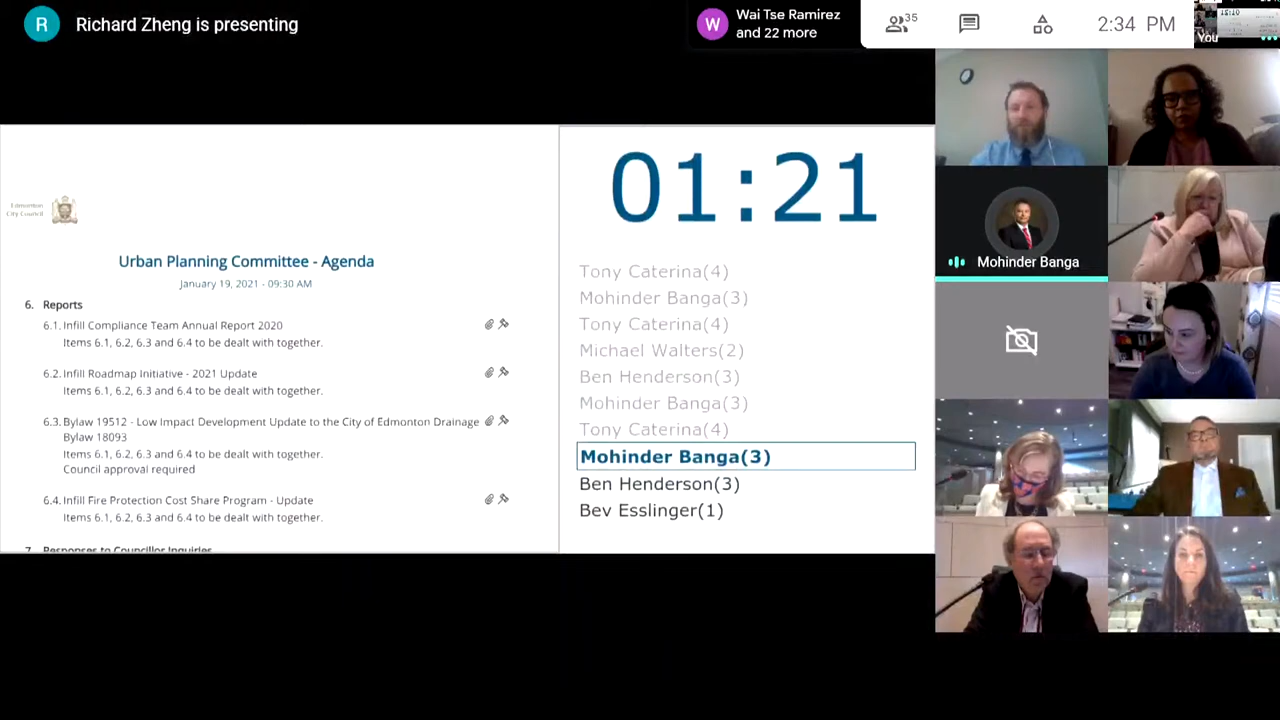 R
Richard Zheng is presenting
W
Wai Tse Ramirez
and 22 more
35
2:34 PM
You
Edmonton
City Council
Urban Planning Committee - Agenda
January 19, 2021 - 09:30 AM
6. Reports
6.1. Infill Compliance Team Annual Report 2020
Items 6.1, 6.2, 6.3 and 6.4 to be dealt with together.
6.2. Infill Roadmap Initiative - 2021 Update
Items 6.1, 6.2, 6.3 and 6.4 to be dealt with together.
6.3. Bylaw 19512 - Low Impact Development Update to the City of Edmonton Drainage
Bylaw 18093
Items 6.1, 6.2, 6.3 and 6.4 to be dealt with together.
Council approval required
6.4. Infill Fire Protection Cost Share Program - Update
Items 6.1, 6.2, 6.3 and 6.4 to be dealt with together.
7. Responses to Councillor Inquiries
01:21
Tony Caterina(4)
Mohinder Banga(3)
Tony Caterina(4)
Michael Walters(2)
Ben Henderson(3)
Mohinder Banga(3)
Tony Caterina(4)
Mohinder Banga(3)
Ben Henderson(3)
Bev Esslinger(1)
Mohinder Banga